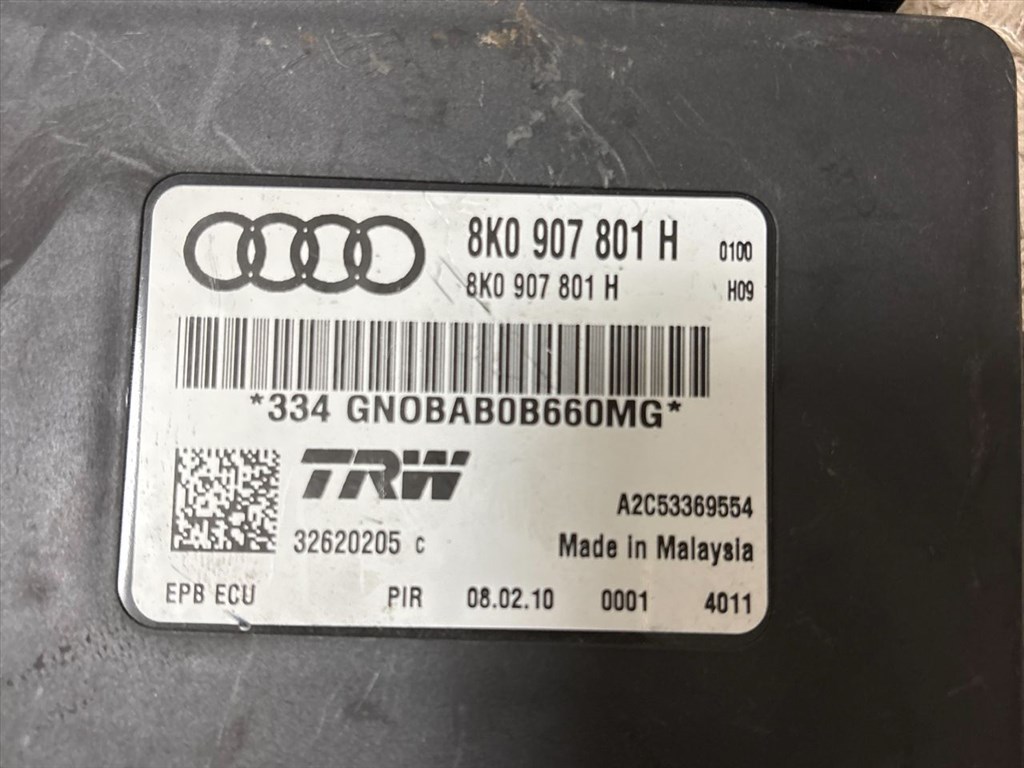 8K0 907 801 H 0100
8K0 907 801 H H09
*334 GN0BAB0B660MG*
TRW
A2C53369554
32620205 c Made in Malaysia
EPB ECU PIR 08.02.10 0001 4011